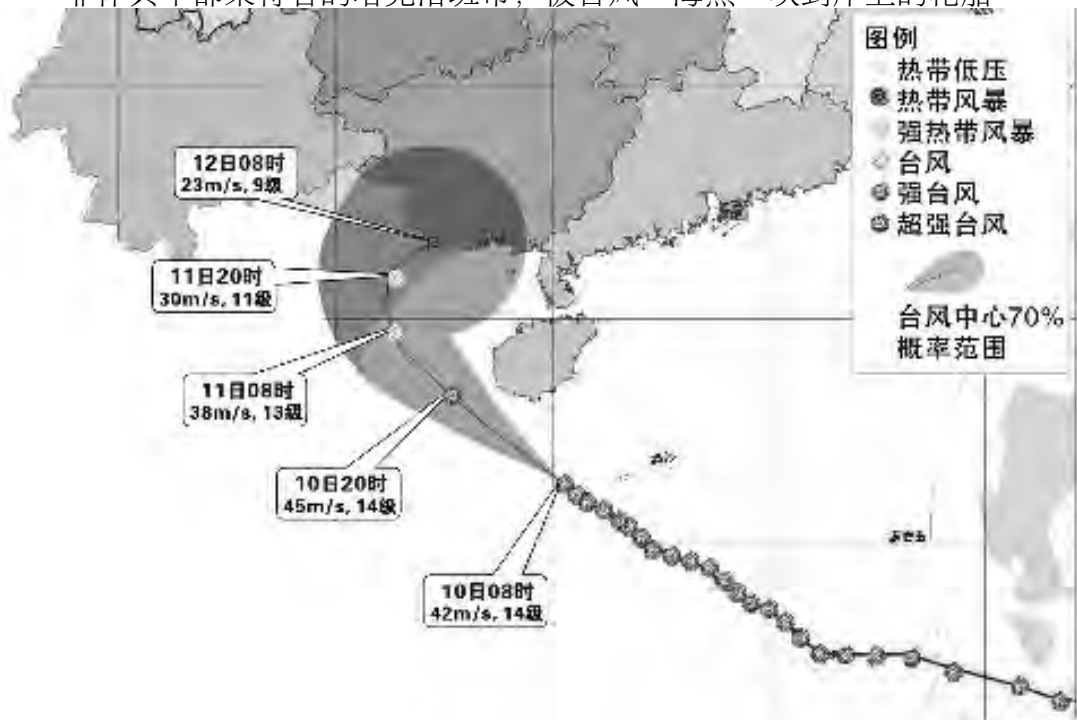 图例
热带低压
热带风暴
强热带风暴
台风
强台风
超强台风
台风中心70%
概率范围
12日08时
23m/s, 9级
11日20时
30m/s, 11级
11日08时
38m/s, 13级
10日20时
45m/s, 14级
10日08时
42m/s, 14级